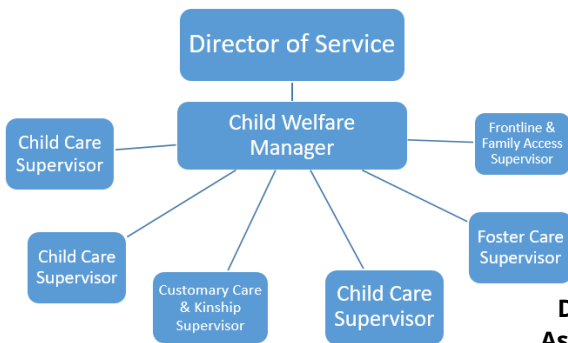 Director of Service
Child Welfare
Manager
Child Care
Supervisor
Frontline &
Family Access
Supervisor
Child Care
Supervisor
Customary Care
& Kinship
Supervisor
Child Care
Supervisor
Foster Care
Supervisor